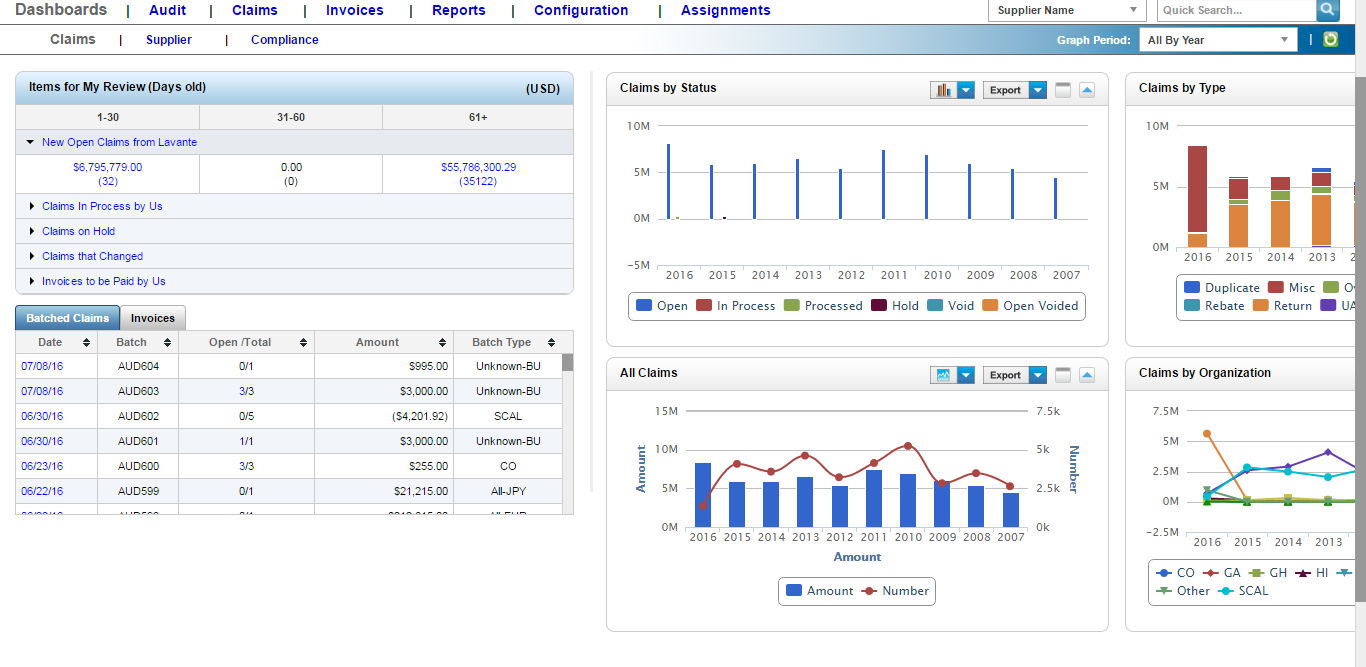 Dashboards | Audit | Claims | Invoices | Reports | Configuration | Assignments
Supplier Name
Quick Search...
Claims | Supplier | Compliance
Graph Period: All By Year |
Items for My Review (Days old) (USD)
1-30 31-60 61+
New Open Claims from Lavante
$6,795,779.00 0.00 $55,786,300.29
(32) (0) (35122)
Claims In Process by Us
Claims on Hold
Claims that Changed
Invoices to be Paid by Us
Batched Claims Invoices
Date Batch Open /Total Amount Batch Type
07/08/16 AUD604 0/1 $995.00 Unknown-BU
07/08/16 AUD603 3/3 $3,000.00 Unknown-BU
06/30/16 AUD602 0/5 ($4,201.92) SCAL
06/30/16 AUD601 1/1 $3,000.00 Unknown-BU
06/23/16 AUD600 3/3 $255.00 CO
06/22/16 AUD599 0/1 $21,215.00 All-JPY
Claims by Status Export
10M
5M
0M
−5M
2016 2015 2014 2013 2012 2011 2010 2009 2008 2007
Open In Process Processed Hold Void Open Voided
Claims by Type
10M
5M
0M
2016 2015 2014 2013 2
Duplicate Misc O
Rebate Return UA
All Claims Export
15M 7.5k
10M 5k
5M 2.5k
0M 0k
Amount
Number
2016 2015 2014 2013 2012 2011 2010 2009 2008 2007
Amount
Amount Number
Claims by Organization
7.5M
5M
2.5M
0M
−2.5M
2016 2015 2014 2013
CO GA GH HI
Other SCAL